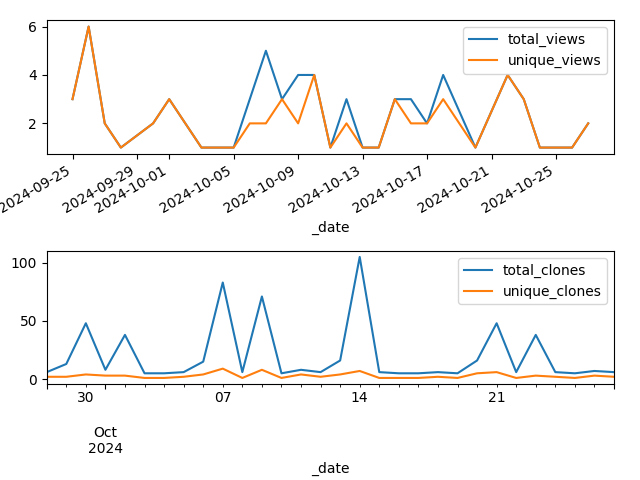 6
4
2
total_views
unique_views
2024-09-25
2024-09-29
2024-10-01
2024-10-05
2024-10-09
2024-10-13
2024-10-17
2024-10-21
2024-10-25
_date
100
50
0
total_clones
unique_clones
30
07
14
21
Oct
2024
_date